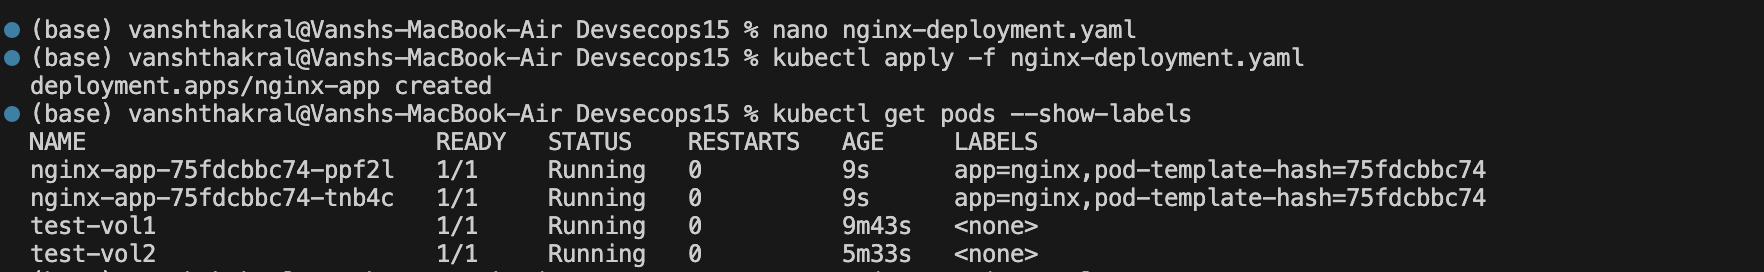 (base) vanshthakral@Vanshs-MacBook-Air Devsecops15 % nano nginx-deployment.yaml
(base) vanshthakral@Vanshs-MacBook-Air Devsecops15 % kubectl apply -f nginx-deployment.yaml
deployment.apps/nginx-app created
(base) vanshthakral@Vanshs-MacBook-Air Devsecops15 % kubectl get pods --show-labels
NAME READY STATUS RESTARTS AGE LABELS
nginx-app-75fdcbbc74-ppf2l 1/1 Running 0 9s app=nginx,pod-template-hash=75fdcbbc74
nginx-app-75fdcbbc74-tnb4c 1/1 Running 0 9s app=nginx,pod-template-hash=75fdcbbc74
test-vol1 1/1 Running 0 9m43s <none>
test-vol2 1/1 Running 0 5m33s <none>